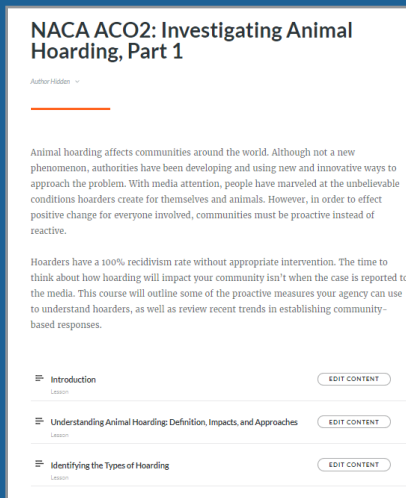 NACA ACO2: Investigating Animal
Hoarding, Part 1
Author Hidden
Animal hoarding affects communities around the world. Although not a new
phenomenon, authorities have been developing and using new and innovative ways to
approach the problem. With media attention, people have marveled at the unbelievable
conditions hoarders create for themselves and animals. However, in order to effect
positive change for everyone involved, communities must be proactive instead of
reactive.
Hoarders have a 100% recidivism rate without appropriate intervention. The time to
think about how hoarding will impact your community isn't when the case is reported to
the media. This course will outline some of the proactive measures your agency can use
to understand hoarders, as well as review recent trends in establishing community-
based responses.
Introduction EDIT CONTENT
Lesson
Understanding Animal Hoarding: Definition, Impacts, and Approaches EDIT CONTENT
Lesson
Identifying the Types of Hoarding EDIT CONTENT
Lesson